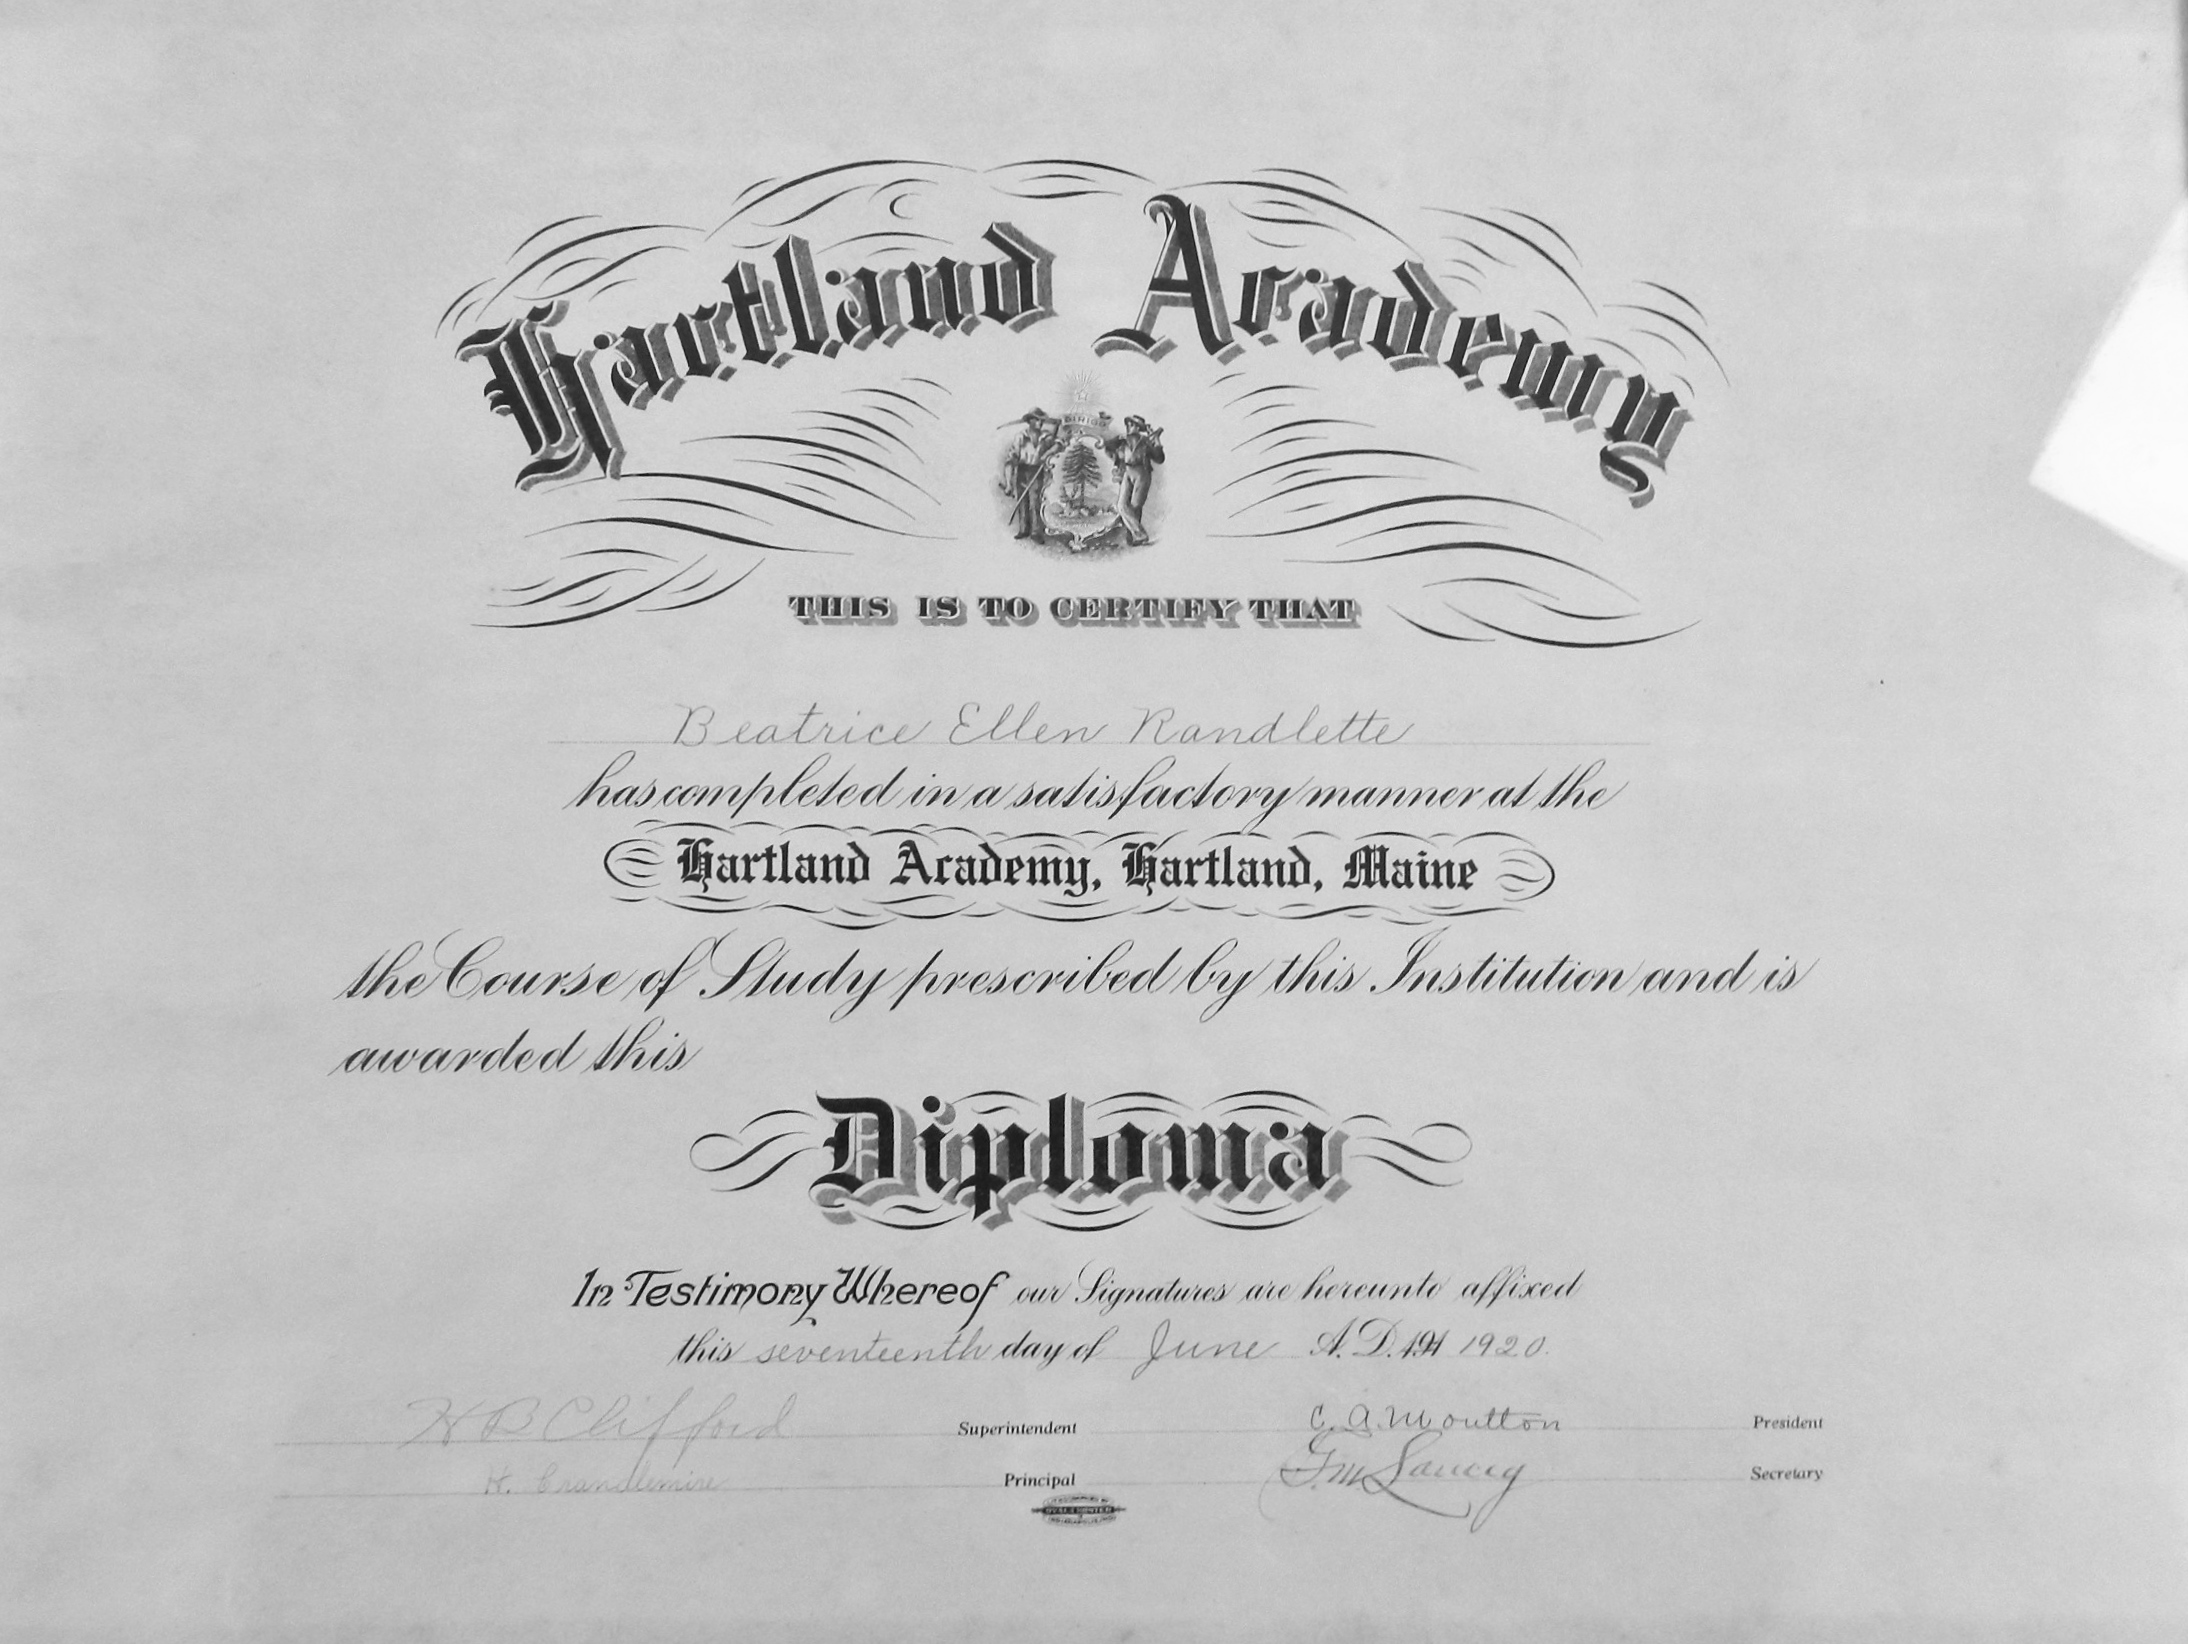 Hartland Academy
DIRIGO
THIS IS TO CERTIFY THAT
Beatrice Ellen Randlette
has completed in a satisfactory manner at the
Hartland Academy, Hartland, Maine
the Course of Study prescribed by this Institution and is
awarded this
Diploma
In Testimony Whereof our Signatures are hereunto affixed
this seventeenth day of June A.D. 191 1920.
H B Clifford Superintendent C. A. Moulton President
H. Crandlemire Principal Secretary